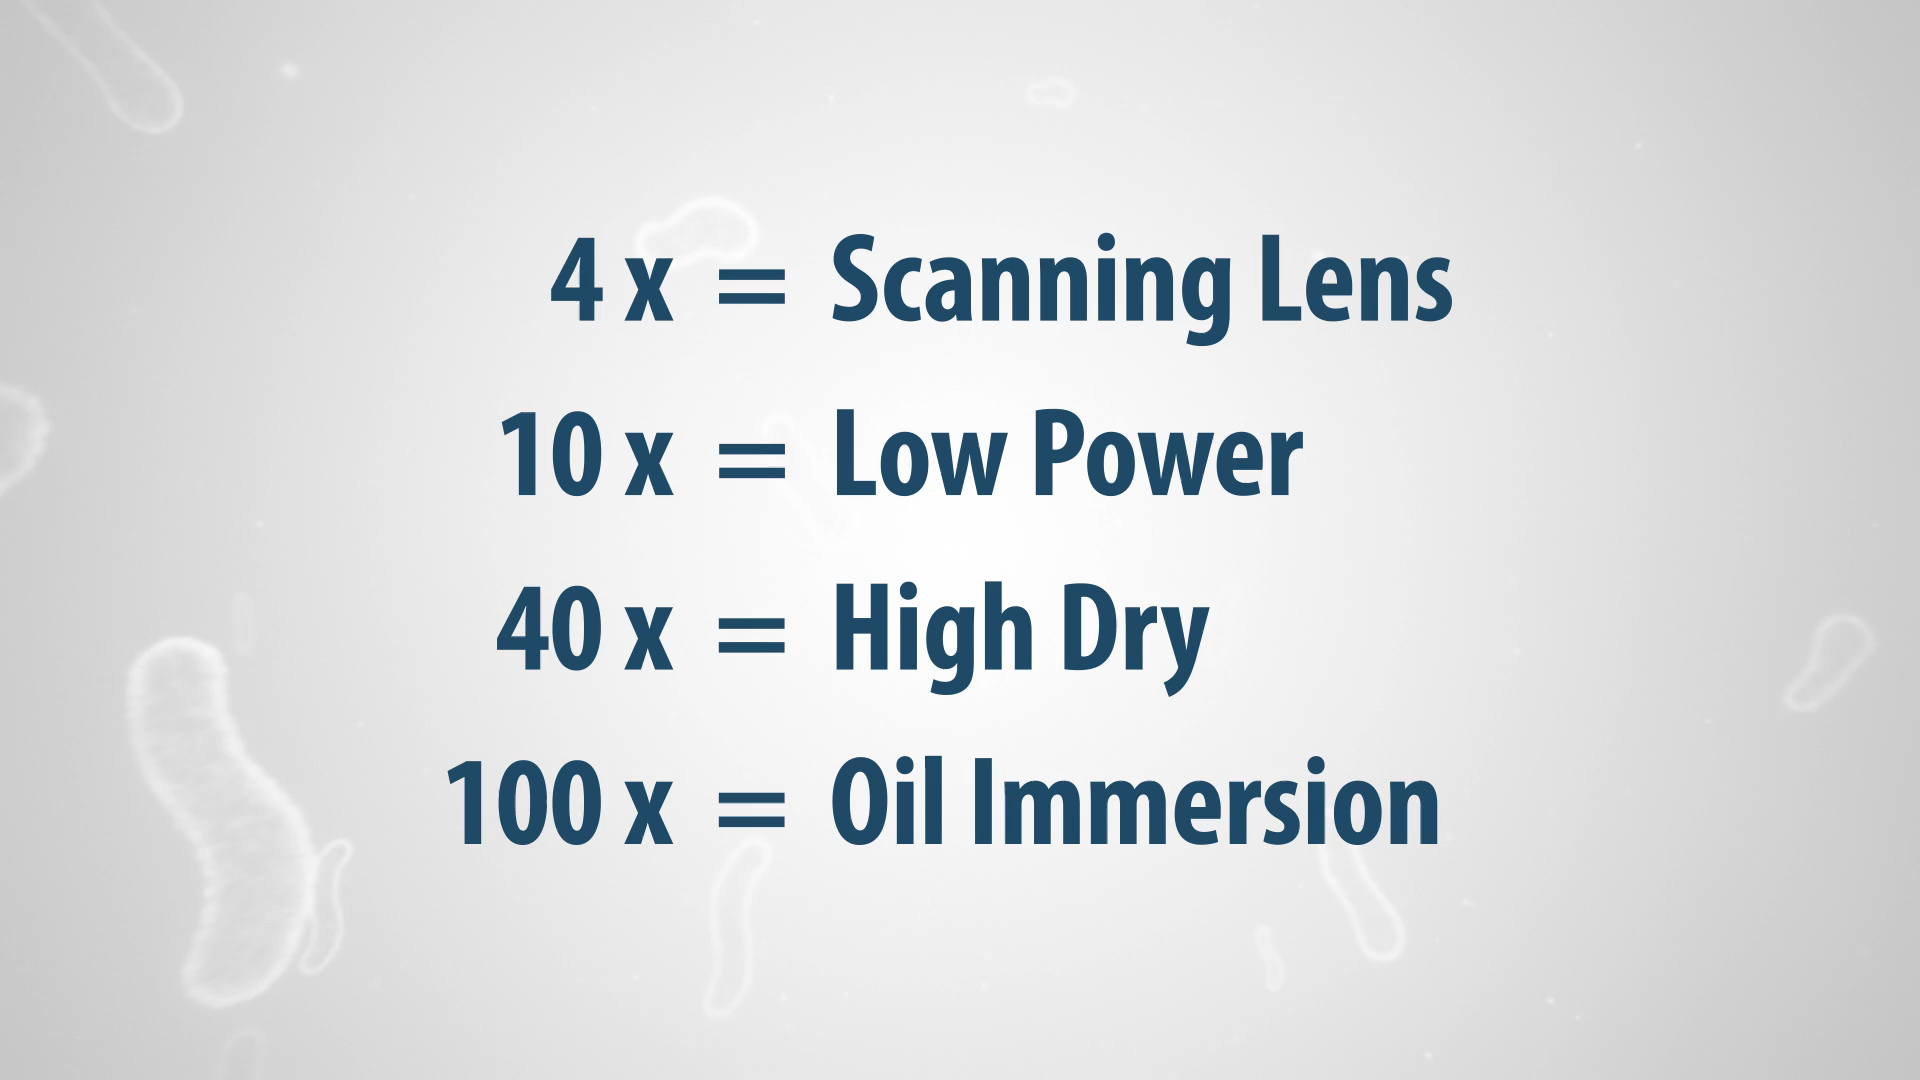 4 x = Scanning Lens
10 x = Low Power
40 x = High Dry
100 x = Oil Immersion